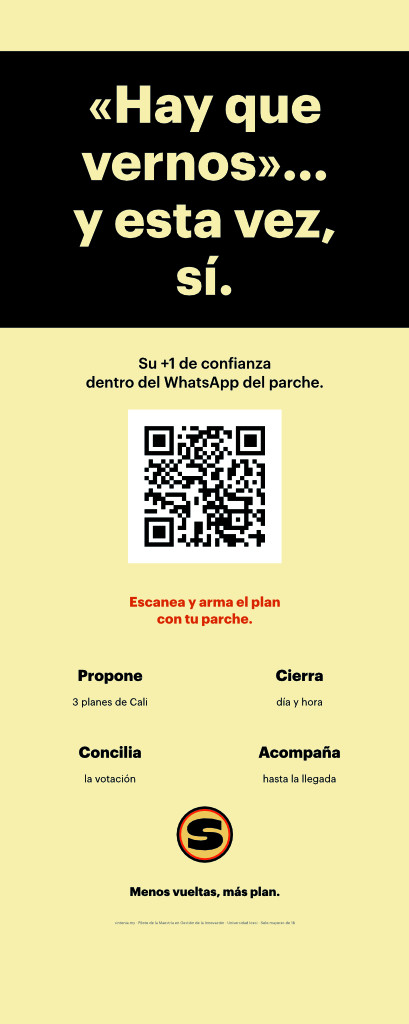 «Hay que
vernos»...
y esta vez,
sí.
Su +1 de confianza
dentro del WhatsApp del parche.
Escanea y arma el plan
con tu parche.
Propone
Cierra
3 planes de Cali
día y hora
Concilia
Acompaña
la votación
hasta la llegada
S
Menos vueltas, más plan.